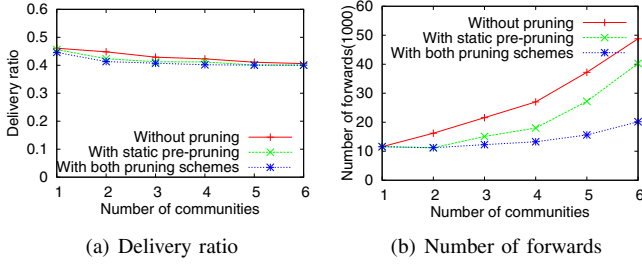 0.6
0.5
0.4
0.3
0.2
0.1
0
Delivery ratio
Without pruning
With static pre-pruning
With both pruning schemes
1 2 3 4 5 6
Number of communities
(a) Delivery ratio
60
50
40
30
20
10
0
Number of forwards(1000)
Without pruning
With static pre-pruning
With both pruning schemes
1 2 3 4 5 6
Number of communities
(b) Number of forwards